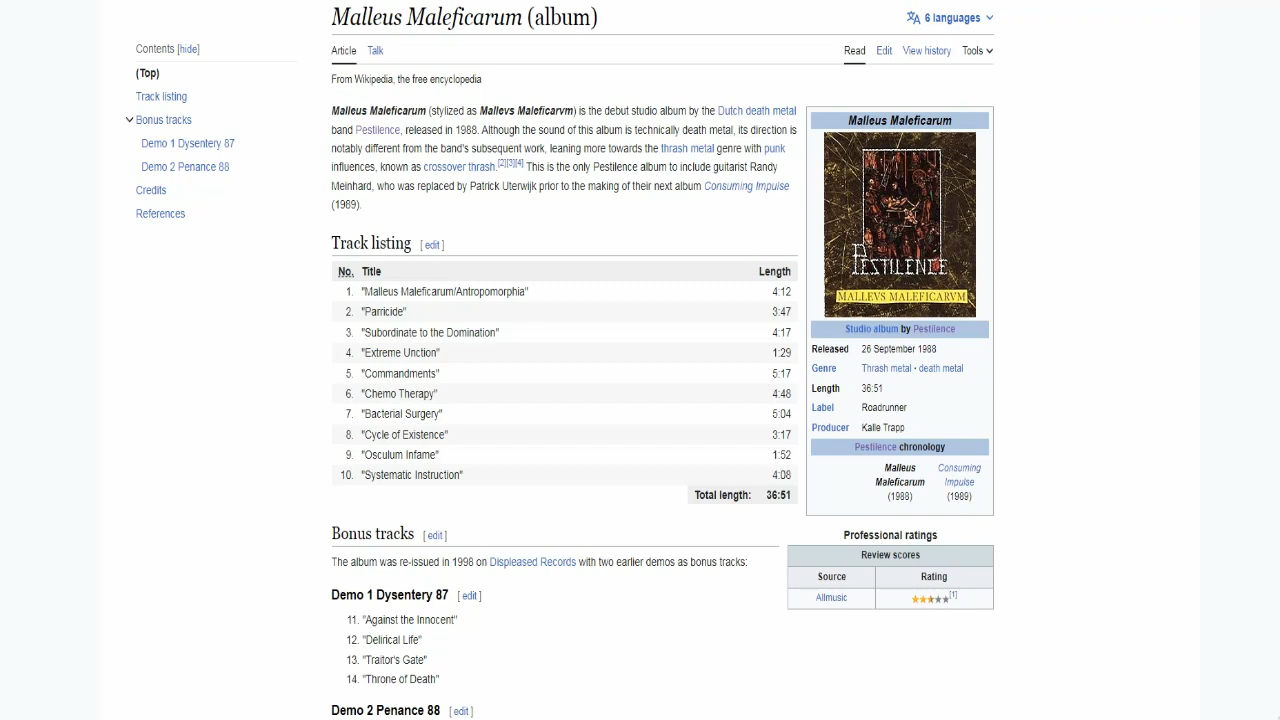 Malleus Maleficarum (album)
6 languages
Contents [hide]
(Top)
Track listing
Bonus tracks
Demo 1 Dysentery 87
Demo 2 Penance 88
Credits
References
Article Talk
Read Edit View history Tools
From Wikipedia, the free encyclopedia
Malleus Maleficarum (stylized as Mallevs Maleficarvm) is the debut studio album by the Dutch death metal
band Pestilence, released in 1988. Although the sound of this album is technically death metal, its direction is
notably different from the band's subsequent work, leaning more towards the thrash metal genre with punk
influences, known as crossover thrash.[2][3][4] This is the only Pestilence album to include guitarist Randy
Meinhard, who was replaced by Patrick Uterwijk prior to the making of their next album Consuming Impulse
(1989).
Track listing [ edit ]
No. Title Length
1. "Malleus Maleficarum/Antropomorphia" 4:12
2. "Parricide" 3:47
3. "Subordinate to the Domination" 4:17
4. "Extreme Unction" 1:29
5. "Commandments" 5:17
6. "Chemo Therapy" 4:48
7. "Bacterial Surgery" 5:04
8. "Cycle of Existence" 3:17
9. "Osculum Infame" 1:52
10. "Systematic Instruction" 4:08
Total length: 36:51
Malleus Maleficarum
PESTILENCE
MALLEVS MALEFICARVM
Studio album by Pestilence
Released 26 September 1988
Genre Thrash metal • death metal
Length 36:51
Label Roadrunner
Producer Kalle Trapp
Pestilence chronology
Malleus Consuming
Maleficarum Impulse
(1988) (1989)
Professional ratings
Review scores
Source Rating
Allmusic [1]
Bonus tracks [ edit ]
The album was re-issued in 1998 on Displeased Records with two earlier demos as bonus tracks:
Demo 1 Dysentery 87 [ edit ]
11. "Against the Innocent"
12. "Delirical Life"
13. "Traitor's Gate"
14. "Throne of Death"
Demo 2 Penance 88 [ edit ]